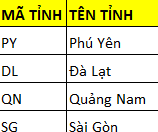 MÃ TỈNH TÊN TỈNH
PY Phú Yên
DL Đà Lạt
QN Quảng Nam
SG Sài Gòn